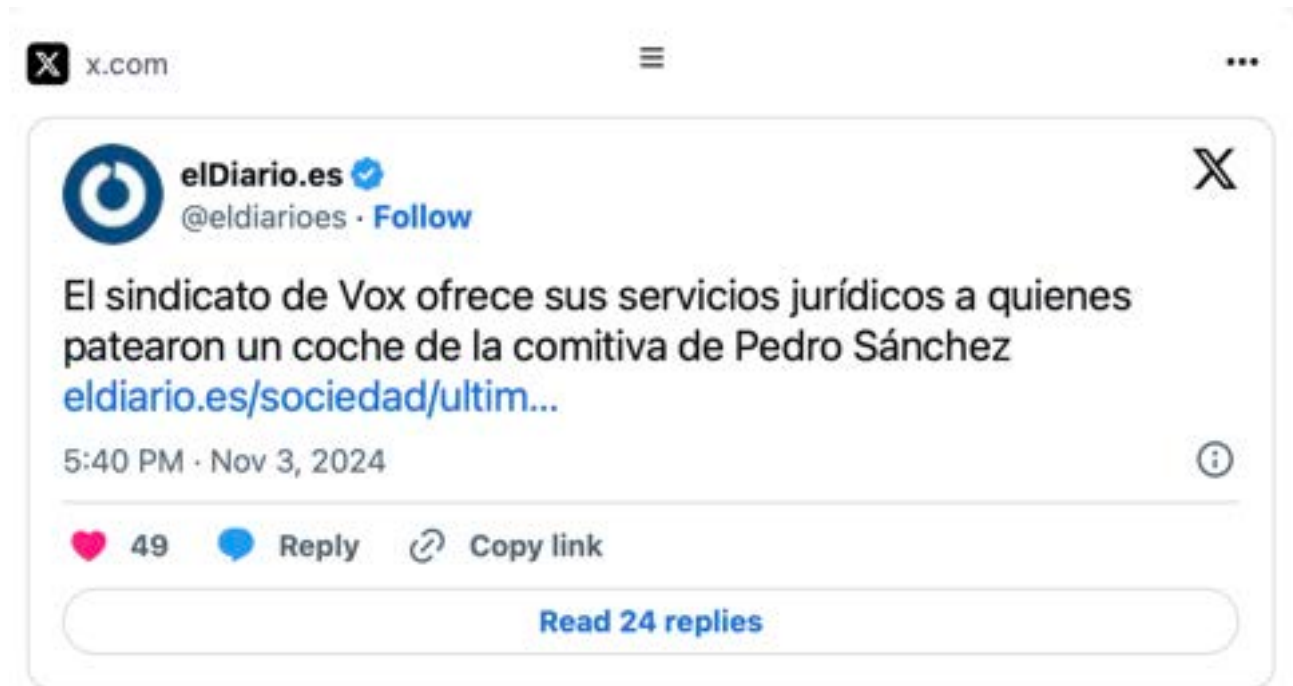 x.com
elDiario.es
@eldiarioes · Follow
El sindicato de Vox ofrece sus servicios jurídicos a quienes
patearon un coche de la comitiva de Pedro Sánchez
eldiario.es/sociedad/ultim...
5:40 PM · Nov 3, 2024
49 Reply Copy link
Read 24 replies